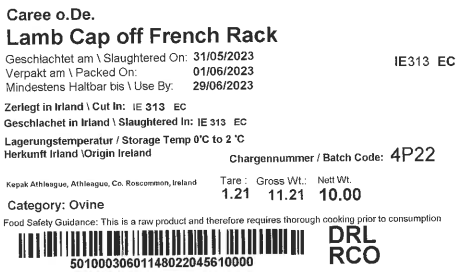 Caree o.De.
Lamb Cap off French Rack
Geschlachtet am \ Slaughtered On: 31/05/2023
Verpakt am \ Packed On: 01/06/2023
Mindestens Haltbar bis \ Use By: 29/06/2023
IE313 EC
Zerlegt in Irland \ Cut In: IE 313 EC
Geschlachet in Irland \ Slaughtered In: IE 313 EC
Lagerungstemperatur / Storage Temp 0'C to 2 'C
Herkunft Irland \Origin Ireland
Chargennummer / Batch Code: 4P22
Kepak Athleague, Athleague, Co. Roscommon, Ireland
Tare : Gross Wt.: Nett Wt.
1.21 11.21 10.00
Category: Ovine
Food Safety Guidance: This is a raw product and therefore requires thorough cooking prior to consumption
DRL
RCO
50100030601148022045610000